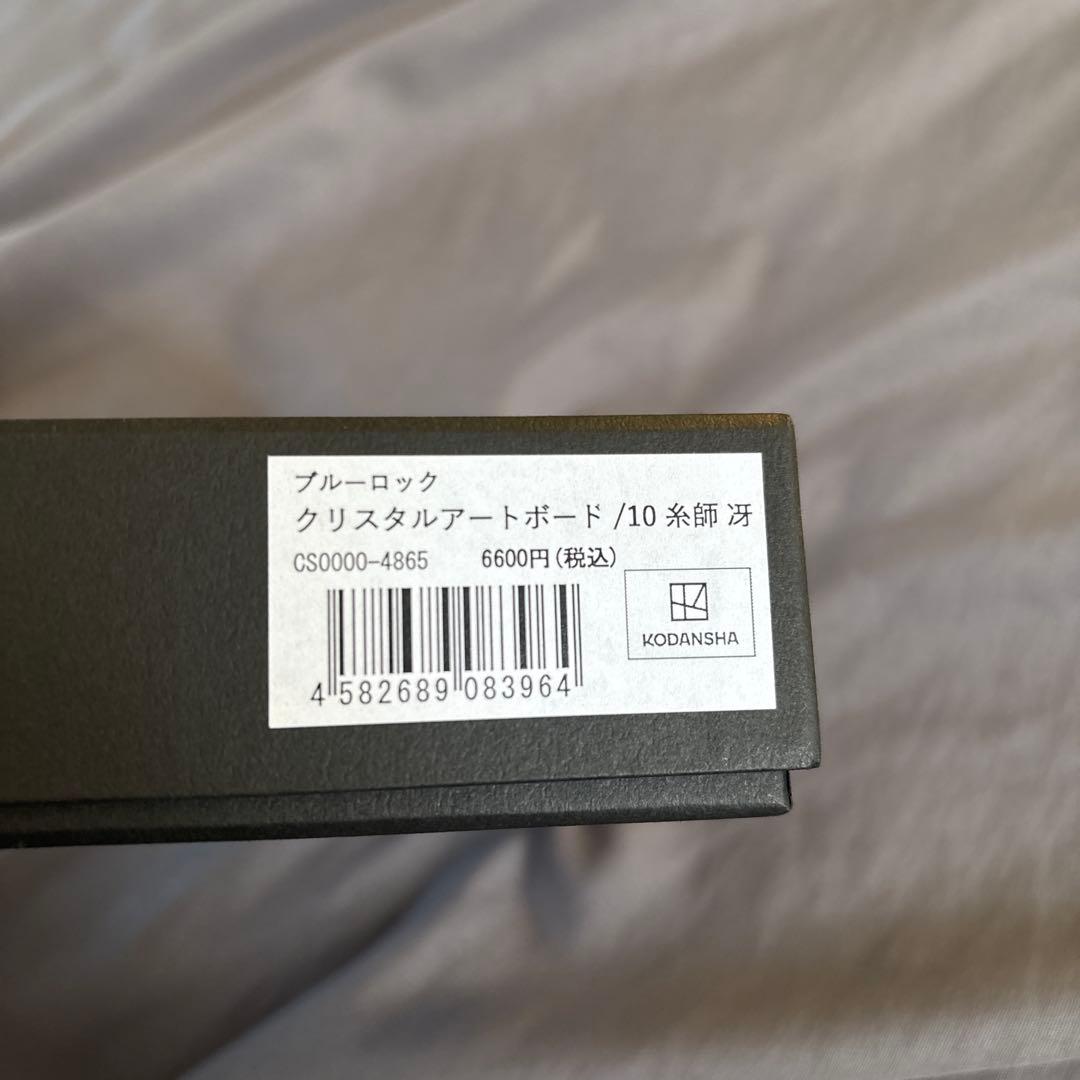 ブルーロック
クリスタルアートボード /10 糸師 冴
CS0000-4865 6600円(税込)
KODANSHA
4 582689 083964